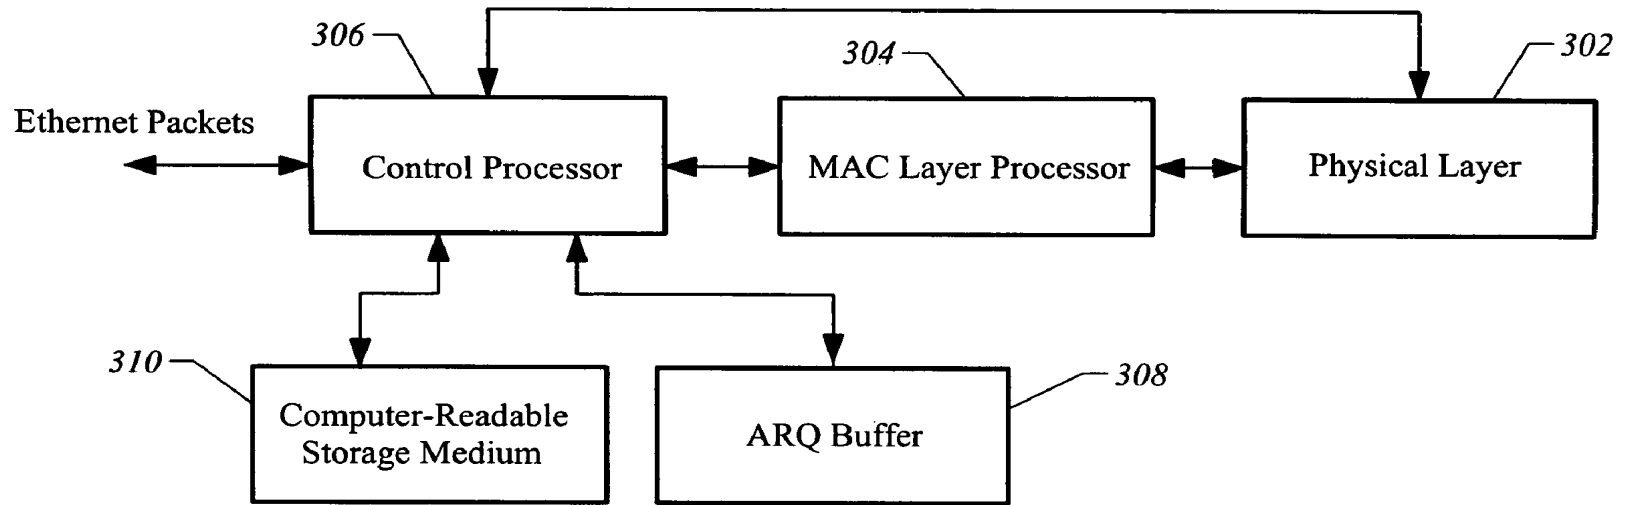 306
304
302
Ethernet Packets
Control Processor
MAC Layer Processor
Physical Layer
310
308
Computer-Readable
Storage Medium
ARQ Buffer